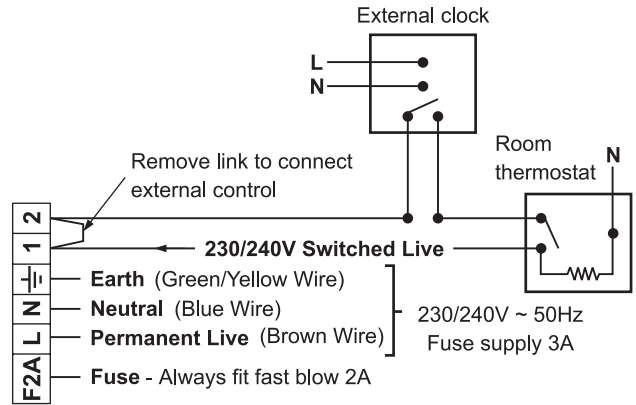 External clock
L
N
Room
thermostat
N
Remove link to connect
external control
2
1
230/240V Switched Live
Earth (Green/Yellow Wire)
N
Neutral (Blue Wire)
L
Permanent Live (Brown Wire)
230/240V ~ 50Hz
Fuse supply 3A
F2A
Fuse - Always fit fast blow 2A